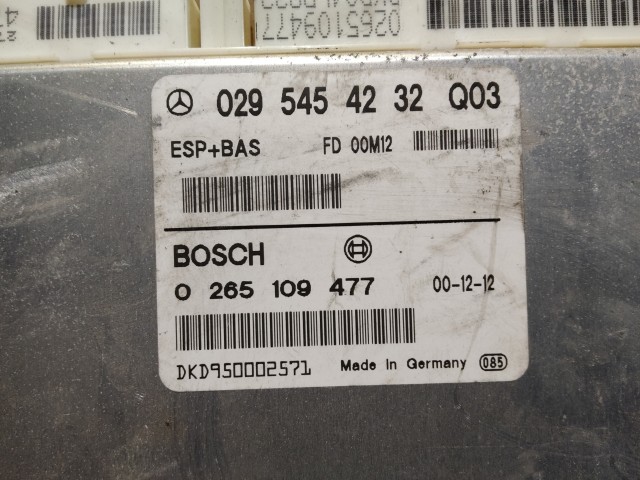 0265109477
029 545 42 32 Q03
ESP+BAS FD 00M12
BOSCH
0 265 109 477 00-12-12
DKD950002571 Made In Germany 085